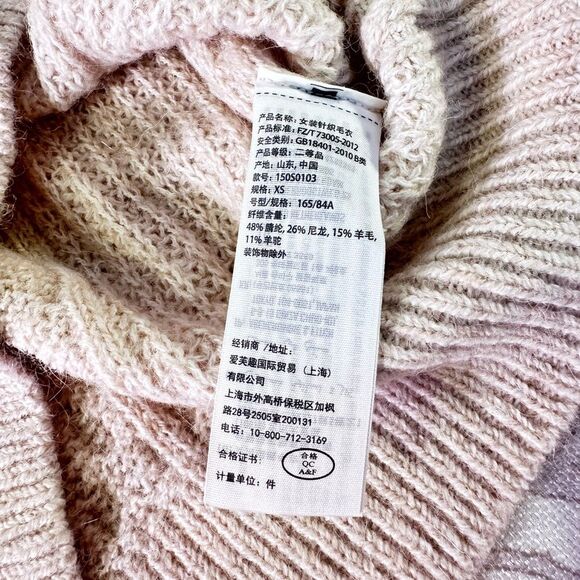 产品名称：女装针织毛衣
产品标准：FZ/T 73005-2012
安全类别：GB18401-2010 B类
产品等级：二等品
产地：山东，中国
款号：150S0103
规格：XS
号型/规格：165/84A
纤维含量：
48% 腈纶, 26% 尼龙, 15% 羊毛,
11% 羊驼
装饰物除外
经销商 /地址：
爱芙趣国际贸易 （上海）
有限公司
上海市外高桥保税区加枫
路28号2505室200131
电话：10-800-712-3169
合格证书：
合格
QC
A&F
计量单位：件